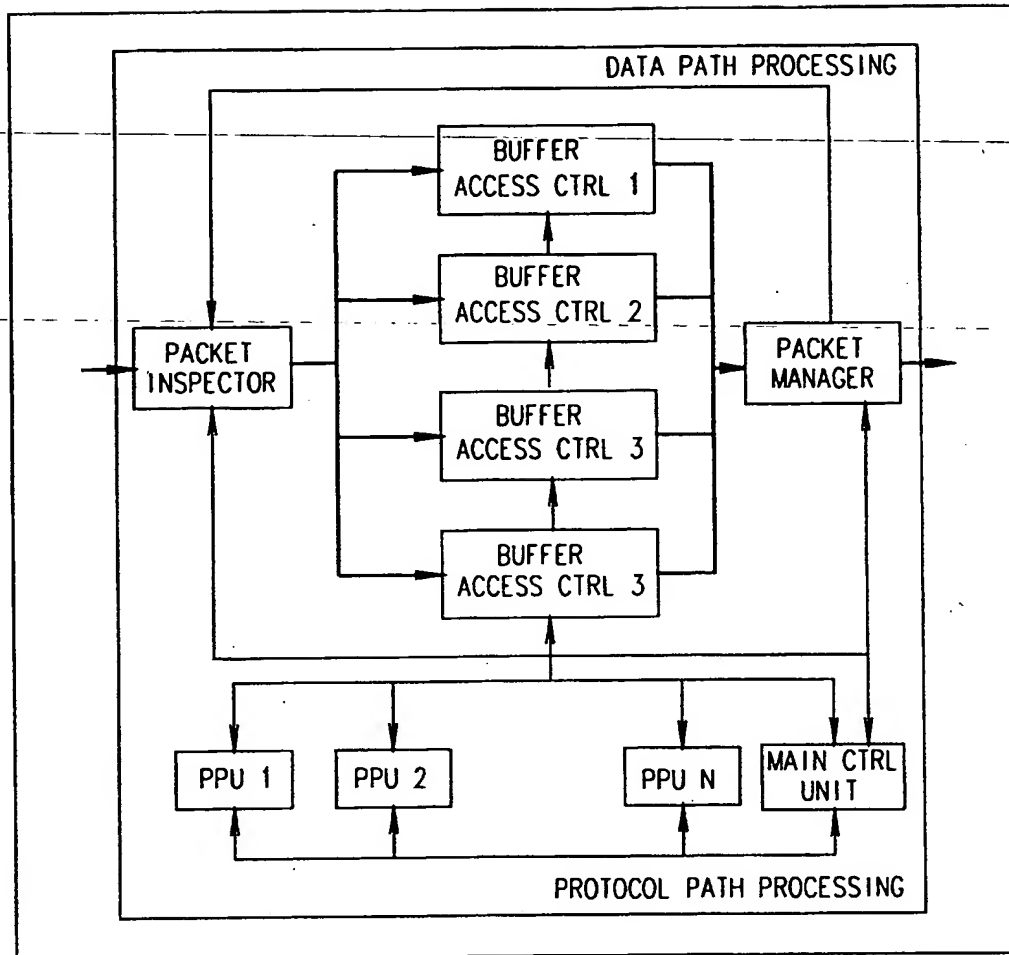 DATA PATH PROCESSING
BUFFER
ACCESS CTRL 1
BUFFER
ACCESS CTRL 2
PACKET
INSPECTOR
PACKET
MANAGER
BUFFER
ACCESS CTRL 3
BUFFER
ACCESS CTRL 3
PPU 1
PPU 2
PPU N
MAIN CTRL
UNIT
PROTOCOL PATH PROCESSING